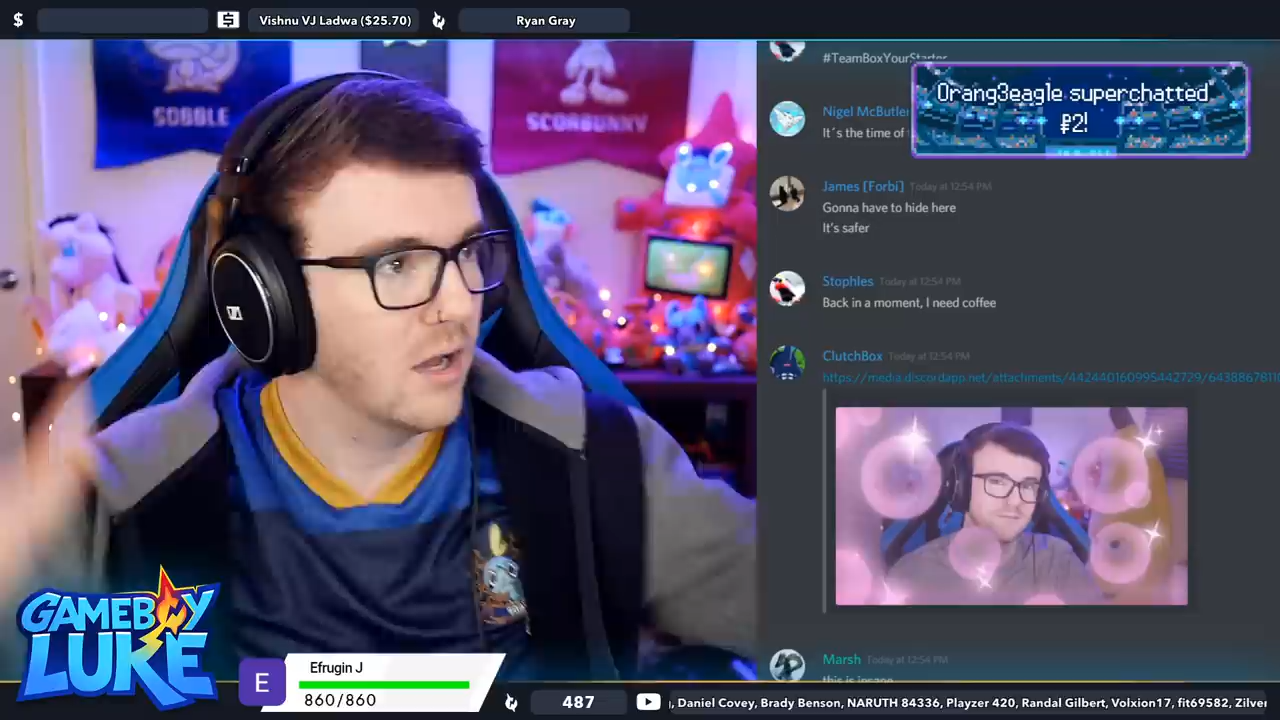 $
Vishnu VJ Ladwa ($25.70)
Ryan Gray
SOBBLE
SCORBUNNY
#TeamBoxYourStarter
Orang3eagle superchatted
₽2!
Nigel McButler
It's the time of
James [Forbi] Today at 12:54 PM
Gonna have to hide here
It's safer
Stophles Today at 12:54 PM
Back in a moment, I need coffee
ClutchBox Today at 12:54 PM
https://media.discordapp.net/attachments/442440160995442729/6438867811
Marsh Today at 12:54 PM
this is insane
GAMEBOY
LUKE
E
Efrugin J
860/860
487
, Daniel Covey, Brady Benson, NARUTH 84336, Playzer 420, Randal Gilbert, Volxion17, fit69582, Zilver